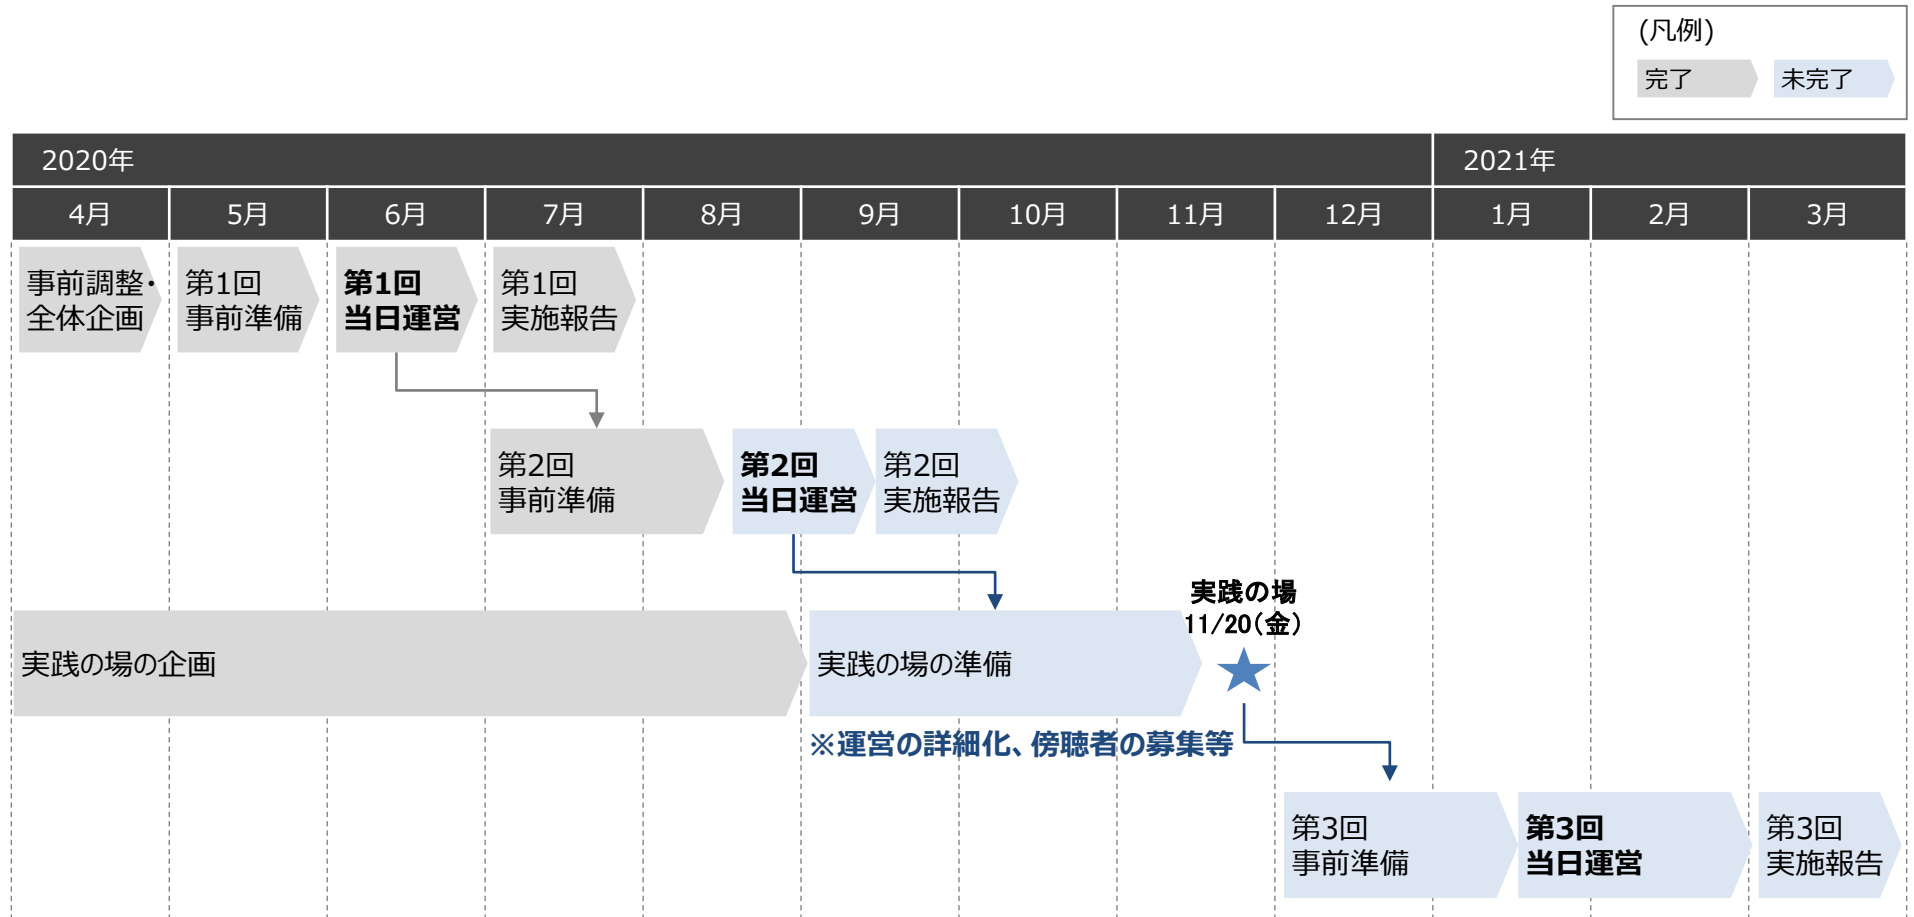 (凡例)
完了
未完了
2020年
2021年
4月
5月
6月
7月
8月
9月
10月
11月
12月
1月
2月
3月
事前調整・
全体企画
第1回
事前準備
第1回
当日運営
第1回
実施報告
第2回
事前準備
第2回
当日運営
第2回
実施報告
実践の場
11/20(金)
実践の場の企画
実践の場の準備
※運営の詳細化、傍聴者の募集等
第3回
事前準備
第3回
当日運営
第3回
実施報告